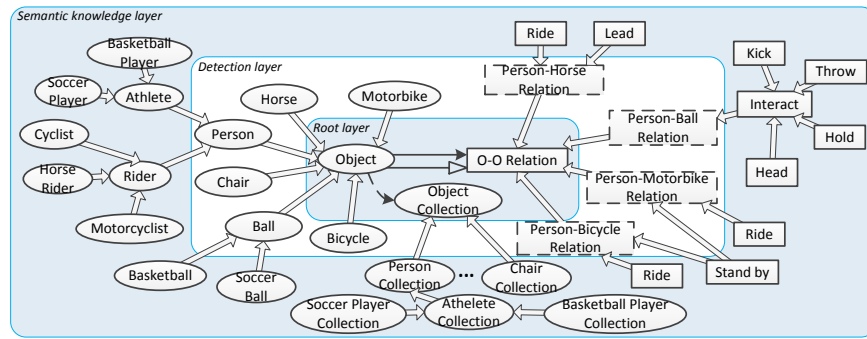 Semantic knowledge layer
Basketball
Player
Ride
Lead
Kick
Detection layer
Person-Horse
Relation
Soccer
Player
Athlete
Horse
Motorbike
Throw
Interact
Cyclist
Person
Root layer
Person-Ball
Relation
Hold
Object
O-O Relation
Horse
Rider
Rider
Chair
Head
Person-Motorbike
Relation
Object
Collection
Motorcyclist
Ball
Bicycle
Person-Bicycle
Relation
Ride
Basketball
Soccer
Ball
Person
Collection
...
Chair
Collection
Ride
Stand by
Soccer Player
Collection
Athelete
Collection
Basketball Player
Collection